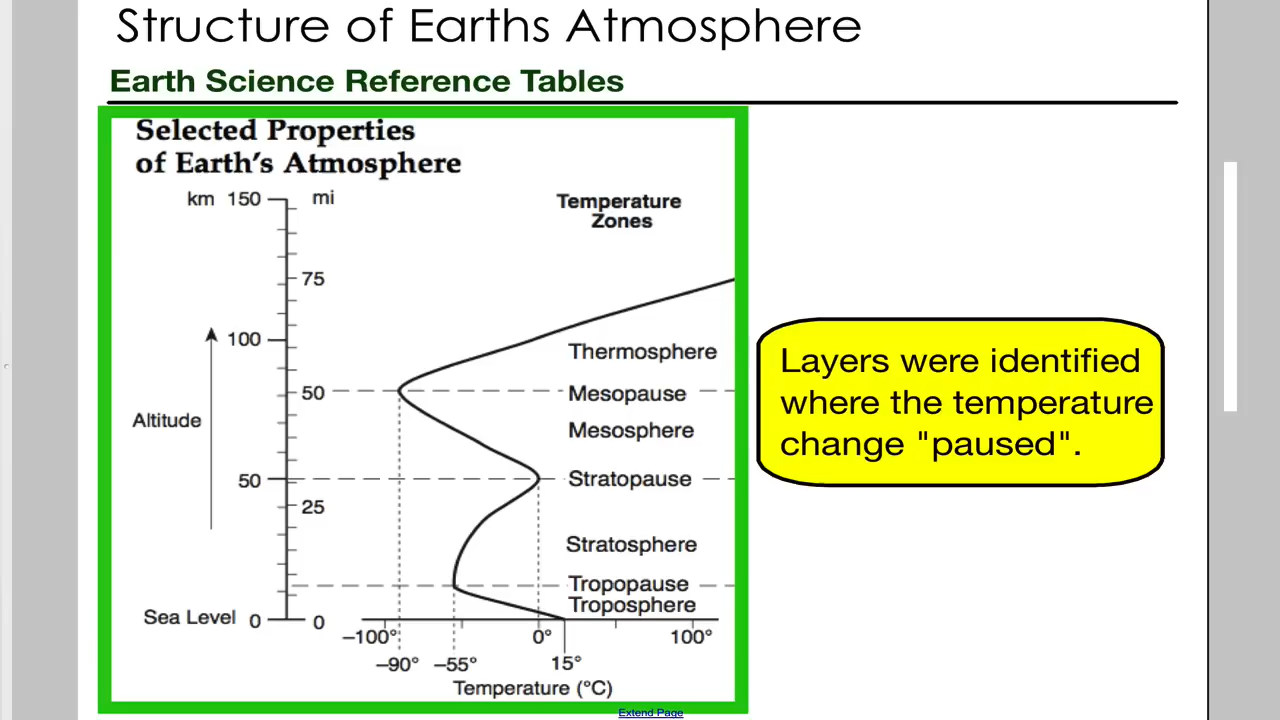 Structure of Earths Atmosphere
Earth Science Reference Tables
Selected Properties
of Earth's Atmosphere
km 150 mi
Temperature
Zones
75
100
Thermosphere
50 Mesopause
Altitude
Mesosphere
50 Stratopause
25
Stratosphere
Tropopause
Troposphere
Sea Level 0 0
–100° 0° 100°
–90° –55° 15°
Temperature (°C)
Layers were identified
where the temperature
change "paused".
Extend Page